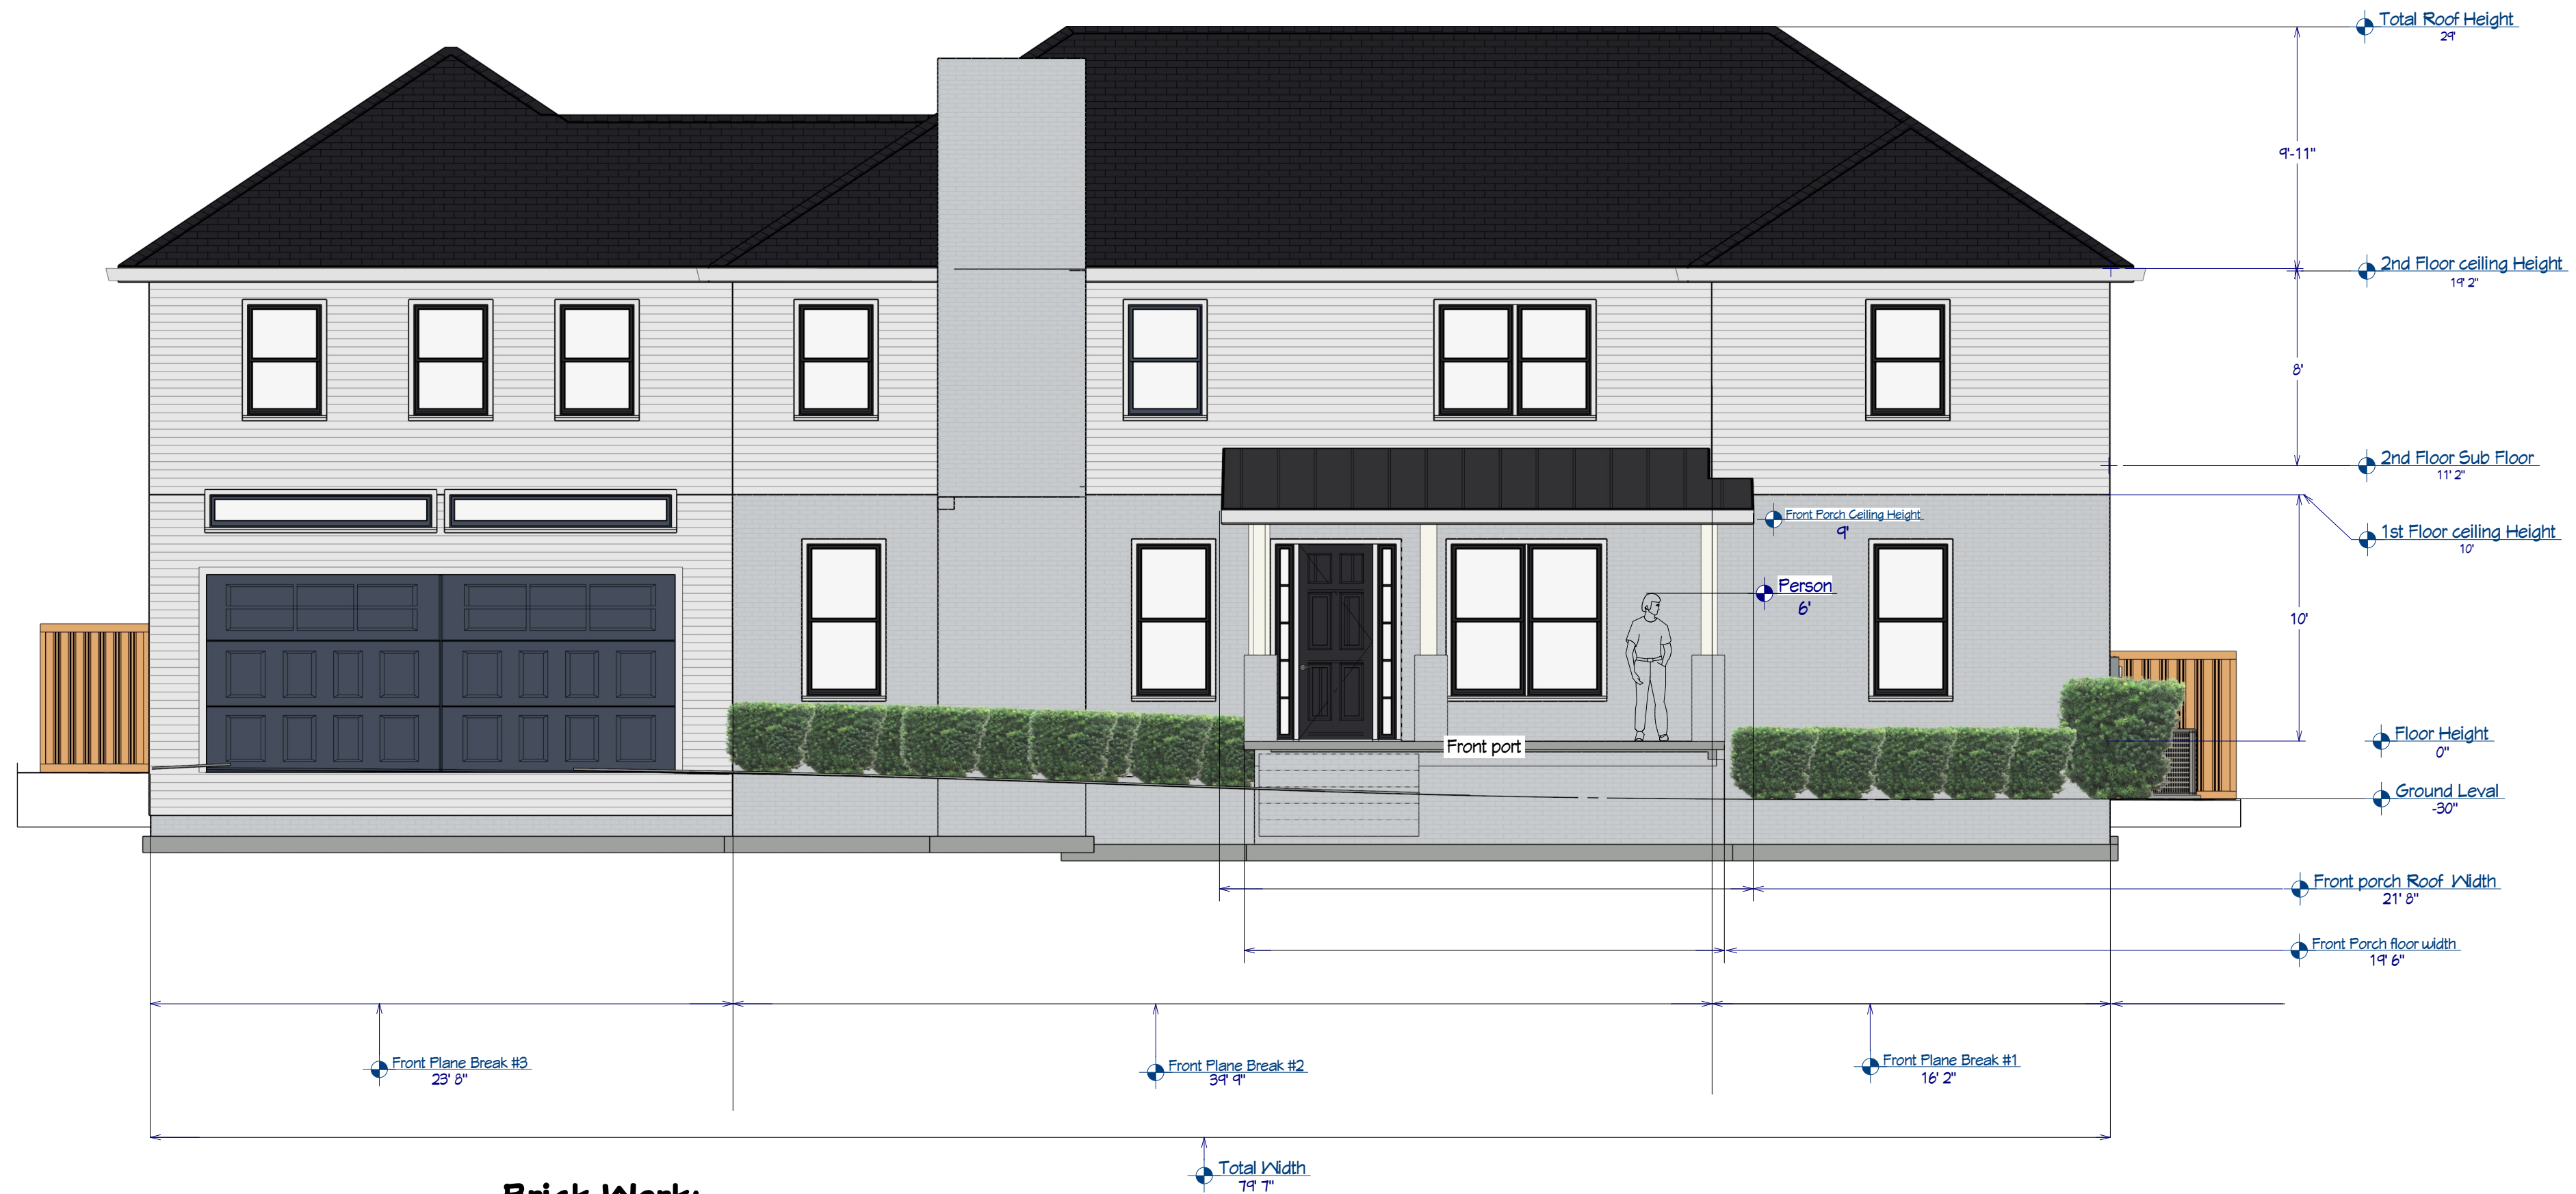 Total Roof Height
29'
9'-11"
2nd Floor ceiling Height
19' 2"
8'
2nd Floor Sub Floor
11' 2"
Front Porch Ceiling Height
9'
1st Floor ceiling Height
10'
Person
6'
10'
Front port
Floor Height
0"
Ground Leval
-30"
Front porch Roof Width
21' 8"
Front Porch floor width
19' 6"
Front Plane Break #3
23' 8"
Front Plane Break #2
39' 9"
Front Plane Break #1
16' 2"
Total Width
79' 7"
Brick Work: